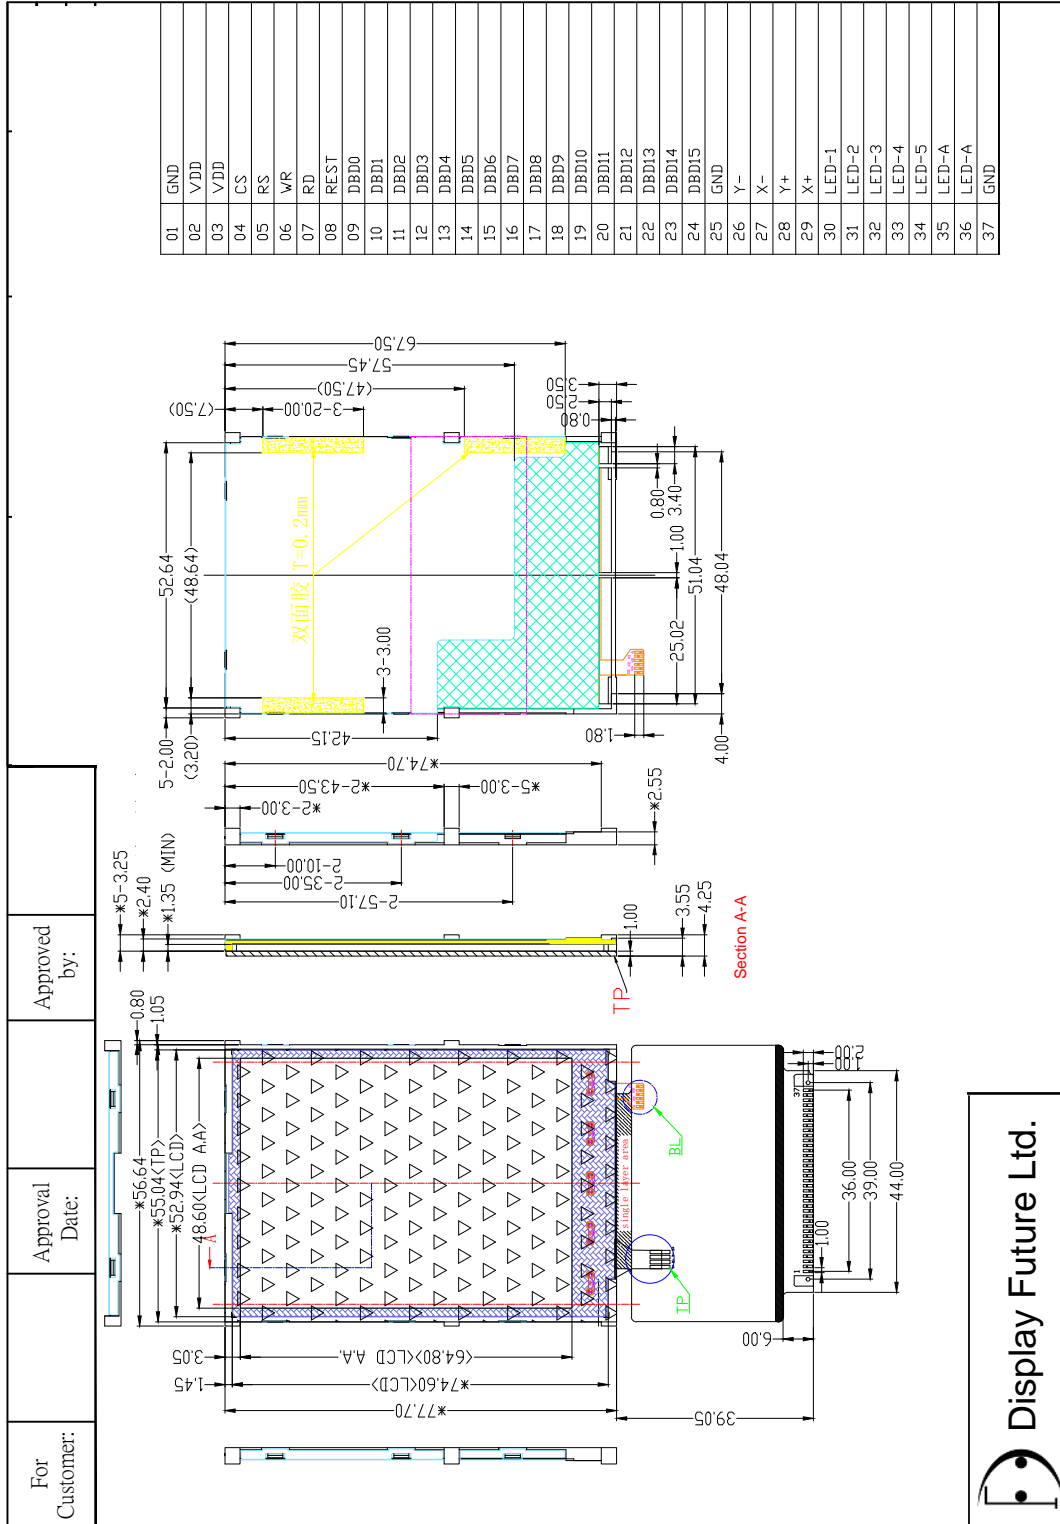 For
Customer:
Approval
Date:
Approved
by:
*56.64
0.80
*55.04<TP>
1.05
*52.94<LCD>
48.60<LCD A.A>
A
3.05
1.45
<64.80><LCD A.A
*74.60<LCD>
*77.70
39.05
6.00
single layer area
BL
TP
1
37
1.00
36.00
39.00
44.00
1.00
2.00
*5-3.25
*2.40
*1.35 (MIN)
TP
1.00
3.55
4.25
Section A-A
*2-3.00
*2-43.50
*5-3.00
*74.70
*2.55
2-10.00
2-35.00
2-57.10
52.64
5-2.00
(48.64)
(3.20)
双面胶 T=0.2mm
3-3.00
42.15
(7.50)
3-20.00
(47.50)
57.45
67.50
0.80
2.50
3.50
1.80
4.00
25.02
1.00
0.80
3.40
51.04
48.04
01 GND
02 VDD
03 VDD
04 CS
05 RS
06 WR
07 RD
08 REST
09 DBD0
10 DBD1
11 DBD2
12 DBD3
13 DBD4
14 DBD5
15 DBD6
16 DBD7
17 DBD8
18 DBD9
19 DBD10
20 DBD11
21 DBD12
22 DBD13
23 DBD14
24 DBD15
25 GND
26 Y-
27 X-
28 Y+
29 X+
30 LED-1
31 LED-2
32 LED-3
33 LED-4
34 LED-5
35 LED-A
36 LED-A
37 GND
Display Future Ltd.